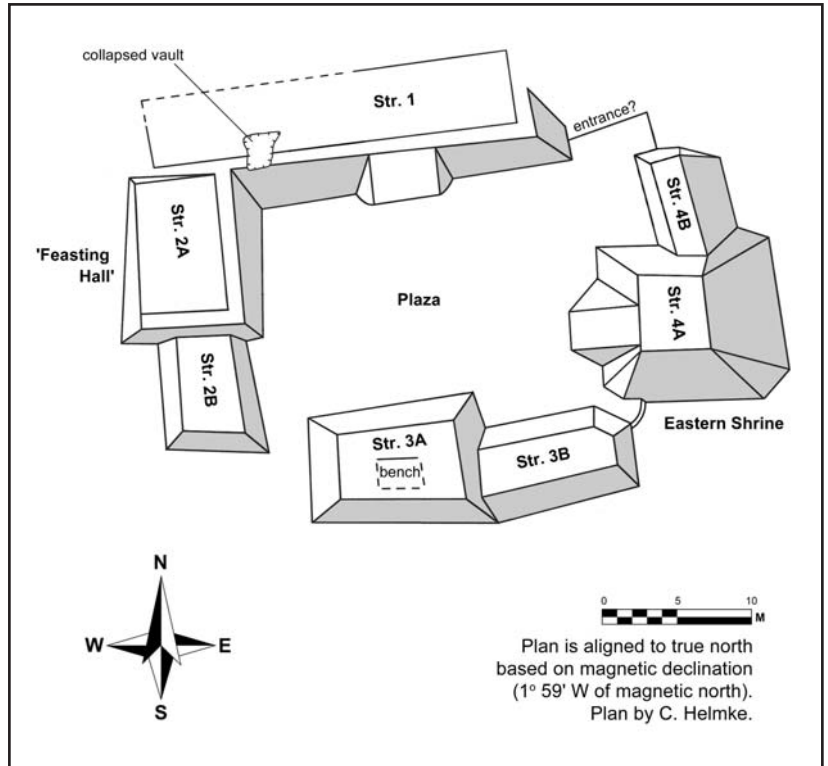 collapsed vault
Str. 1
entrance?
Str. 2A
Str. 4B
'Feasting
Hall'
Plaza
Str. 4A
Str. 2B
Eastern Shrine
Str. 3A
bench
Str. 3B
N
W
E
S
0 5 10
M
Plan is aligned to true north
based on magnetic declination
(1º 59' W of magnetic north).
Plan by C. Helmke.